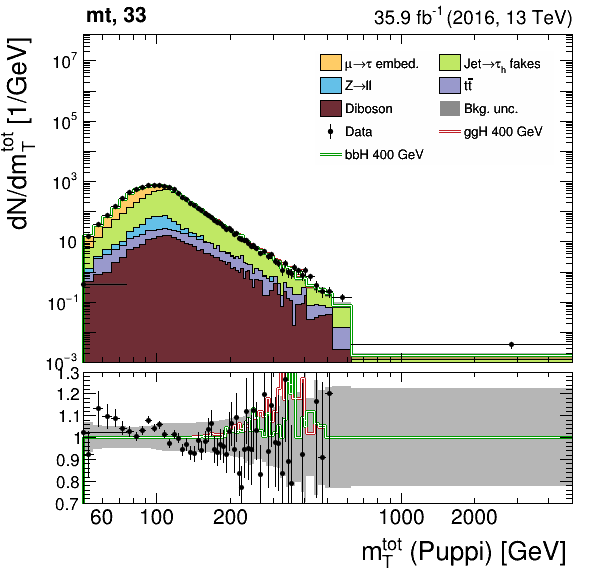 mt, 33 35.9 fb⁻¹ (2016, 13 TeV)
dN/dm_T^tot [1/GeV]
10⁷
10⁵
10³
10
10⁻¹
10⁻³
μ→τ embed. Jet→τ_h fakes
Z→ll tt̄
Diboson Bkg. unc.
Data ggH 400 GeV
bbH 400 GeV
1.3
1.2
1.1
1
0.9
0.8
0.7
60 100 200 1000 2000
m_T^tot (Puppi) [GeV]